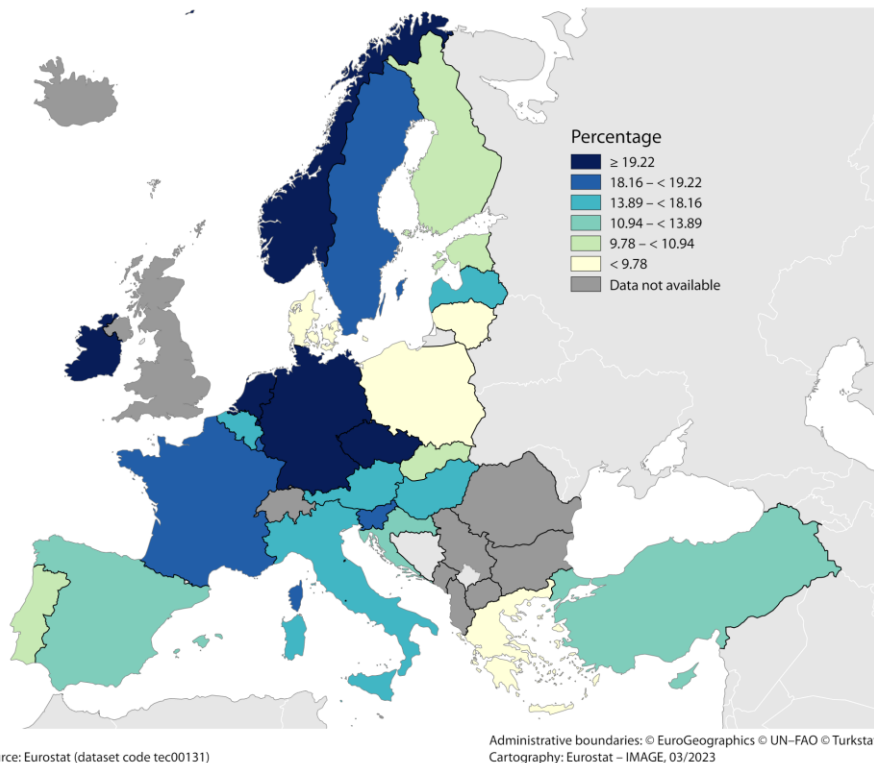 Percentage
≥ 19.22
18.16 – < 19.22
13.89 – < 18.16
10.94 – < 13.89
9.78 – < 10.94
< 9.78
Data not available
Administrative boundaries: © EuroGeographics © UN–FAO © Turksta
rce: Eurostat (dataset code tec00131)
Cartography: Eurostat – IMAGE, 03/2023